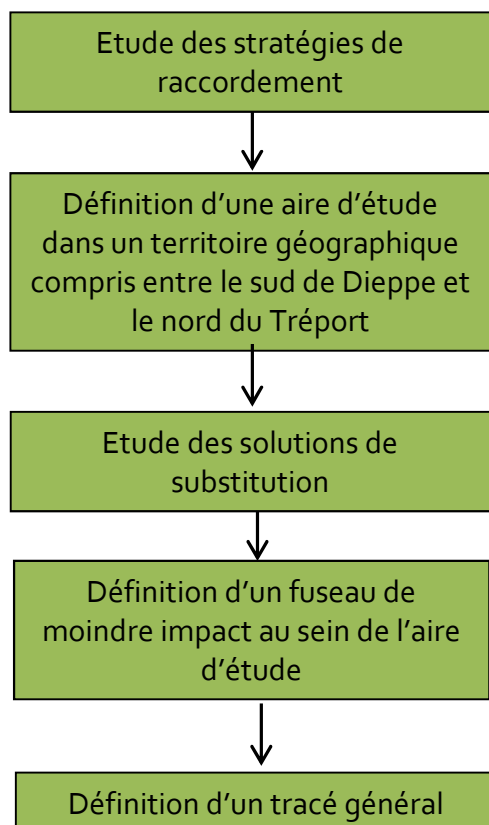 Etude des stratégies de
raccordement
Définition d’une aire d’étude
dans un territoire géographique
compris entre le sud de Dieppe et
le nord du Tréport
Etude des solutions de
substitution
Définition d’un fuseau de
moindre impact au sein de l’aire
d’étude
Définition d’un tracé général